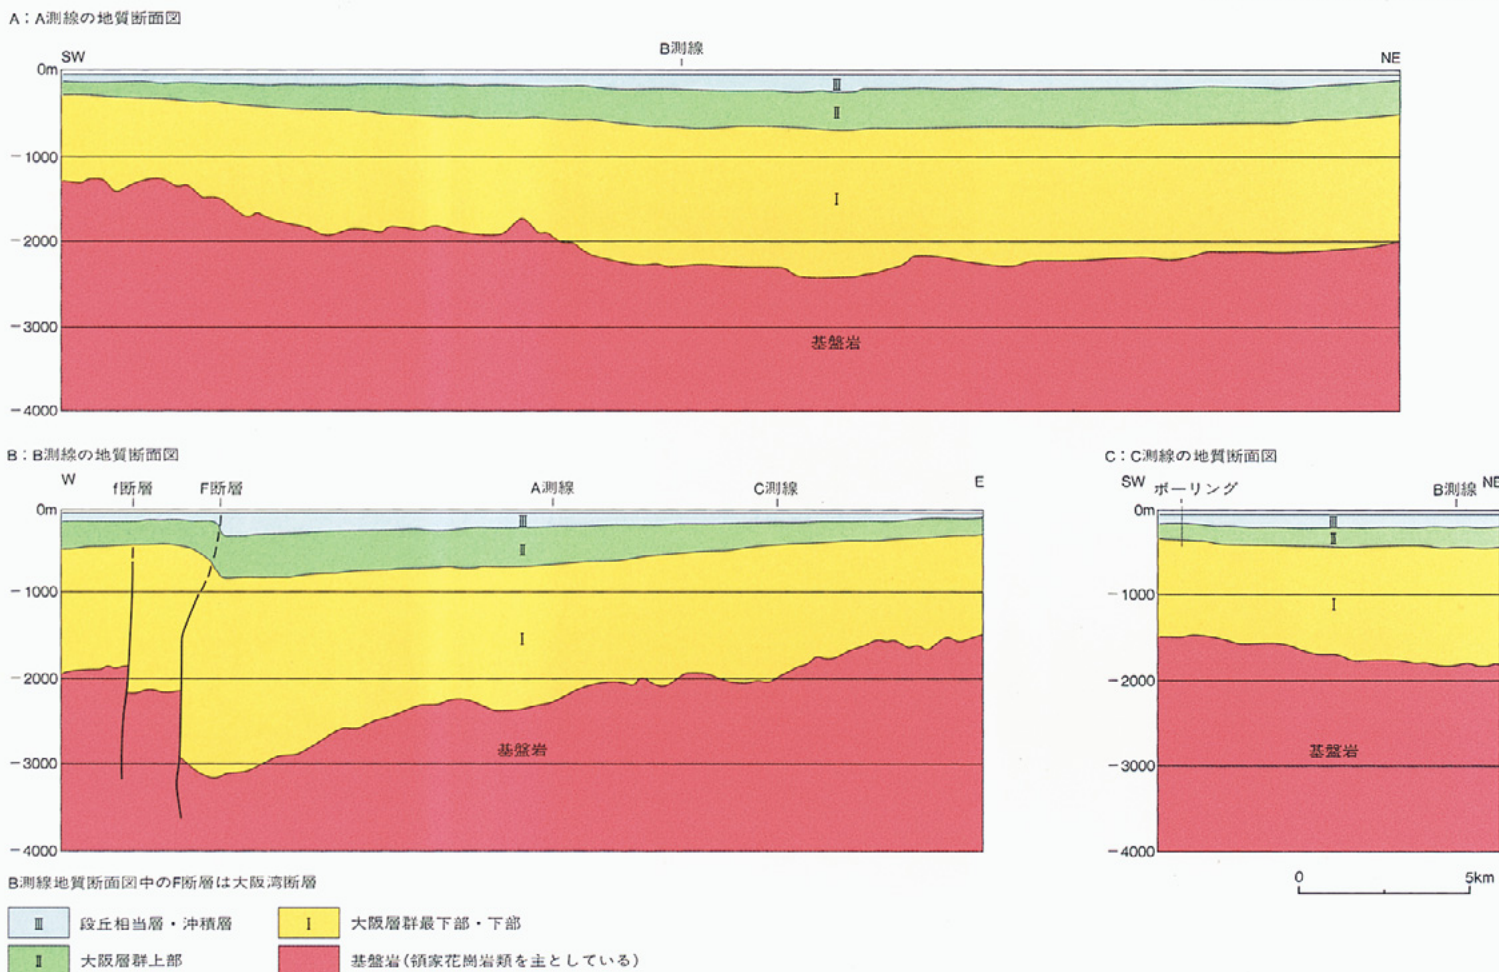 A：A測線の地質断面図
B測線
SW
NE
0m
Ⅲ
Ⅱ
－1000
Ⅰ
－2000
－3000
基盤岩
－4000
B：B測線の地質断面図
W
f断層
F断層
A測線
C測線
E
0m
Ⅲ
Ⅱ
－1000
Ⅰ
－2000
基盤岩
－3000
－4000
C：C測線の地質断面図
SW
ボーリング
B測線
NE
0m
Ⅲ
Ⅱ
－1000
Ⅰ
－2000
基盤岩
－3000
－4000
0
5km
B測線地質断面図中のF断層は大阪湾断層
Ⅲ 段丘相当層・沖積層
Ⅰ 大阪層群最下部・下部
Ⅱ 大阪層群上部
基盤岩(領家花崗岩類を主としている)